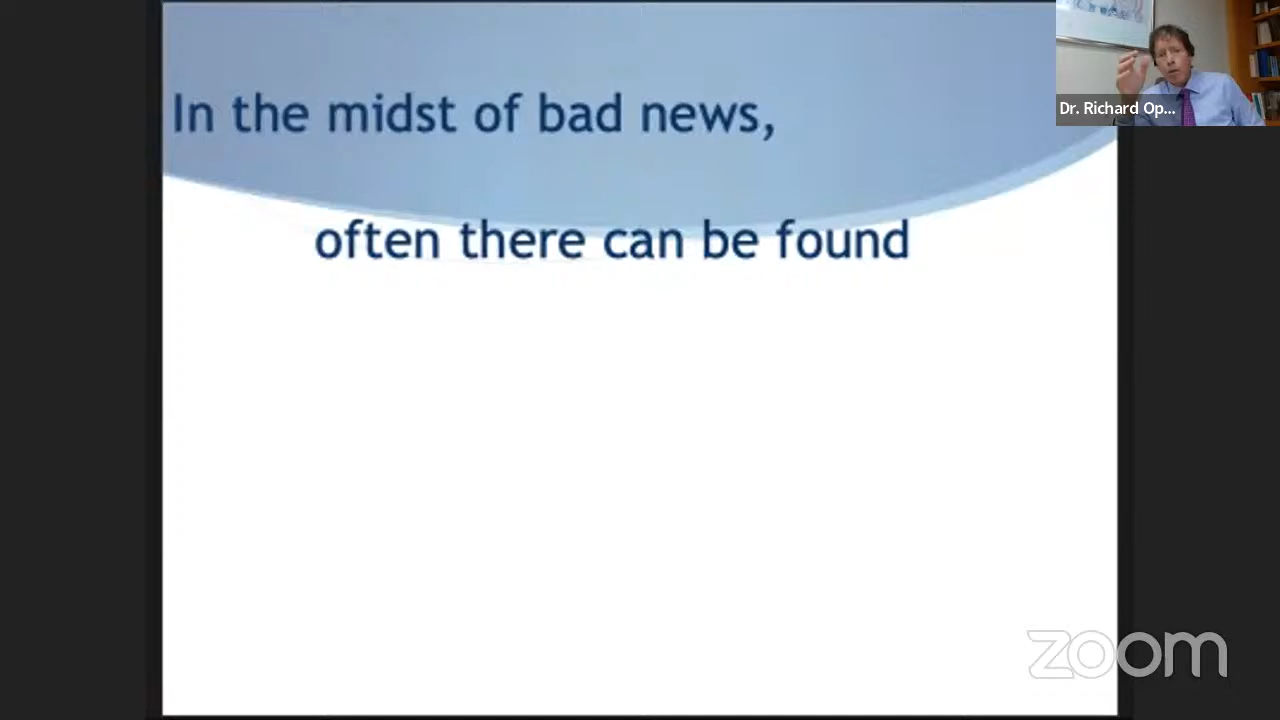 In the midst of bad news,
often there can be found
Dr. Richard Op...
zoom